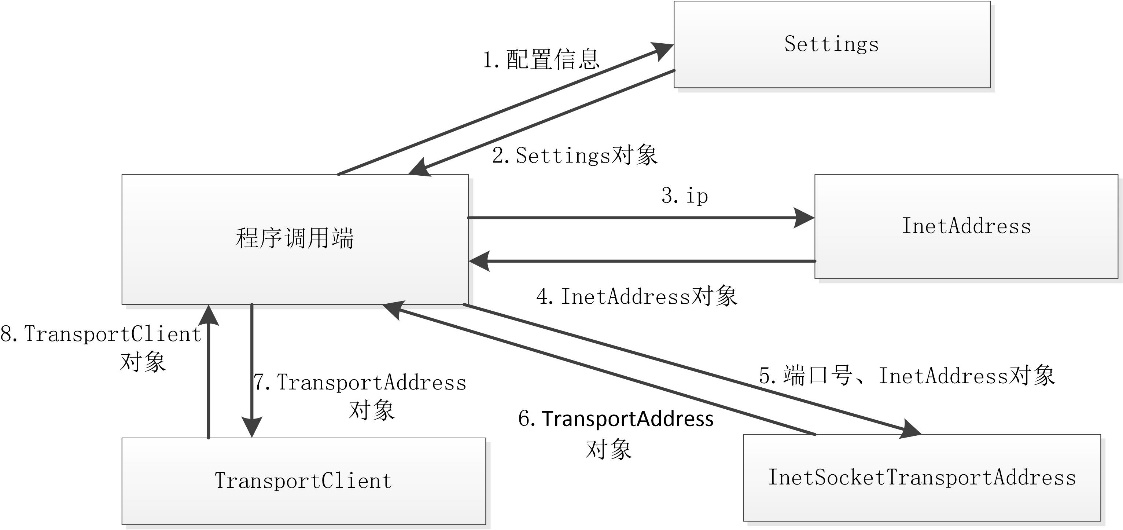 Settings
1.配置信息
2.Settings对象
3.ip
程序调用端
InetAddress
4.InetAddress对象
8.TransportClient
对象
7.TransportAddress
对象
5.端口号、InetAddress对象
6.TransportAddress
对象
TransportClient
InetSocketTransportAddress